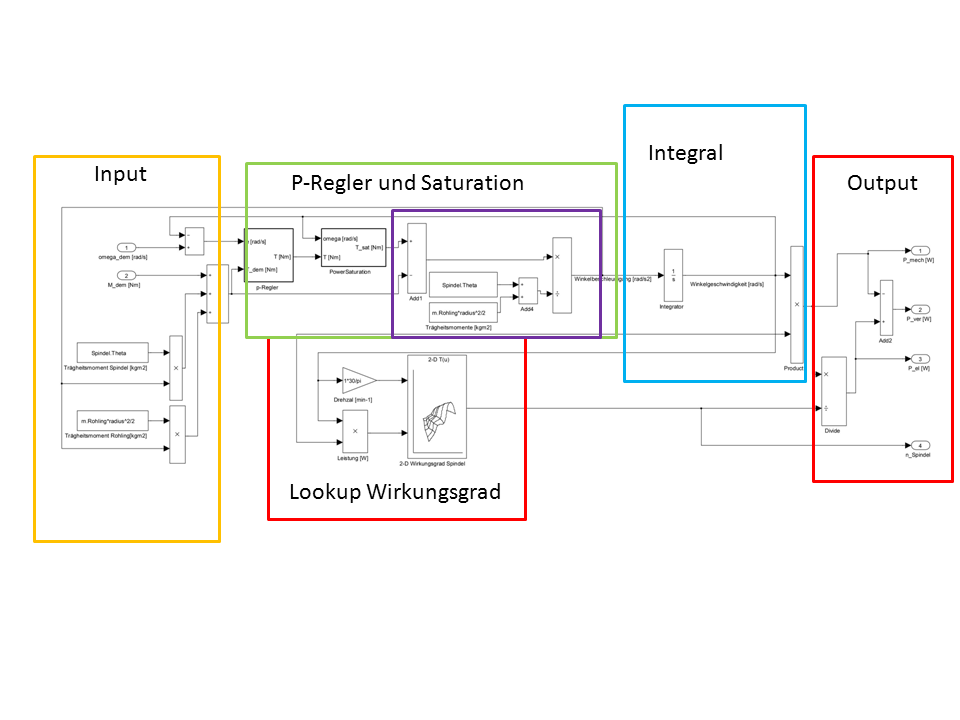 Input
P-Regler und Saturation
Integral
Output
1
omega_dem [rad/s]
2
M_dem [Nm]
Spindel.Theta
Trägheitsmoment Spindel [kgm2]
m.Rohling*radius^2/2
Trägheitsmoment Rohling[kgm2]
[rad/s]
T [Nm]
_dem [Nm]
p-Regler
omega [rad/s]
T_sat [Nm]
T [Nm]
PowerSaturation
Add1
Spindel.Theta
m.Rohling*radius^2/2
Trägheitsmomente [kgm2]
Add4
Winkelbeschleunigung [rad/s2]
1
s
Integrator
Winkelgeschwindigkeit [rad/s]
Product
1
P_mech [W]
2
P_ver [W]
Add2
3
P_el [W]
Divide
4
n_Spindel
1*30/pi
Drehzal [min-1]
Leistung [W]
2-D T(u)
2-D Wirkungsgrad Spindel
Lookup Wirkungsgrad